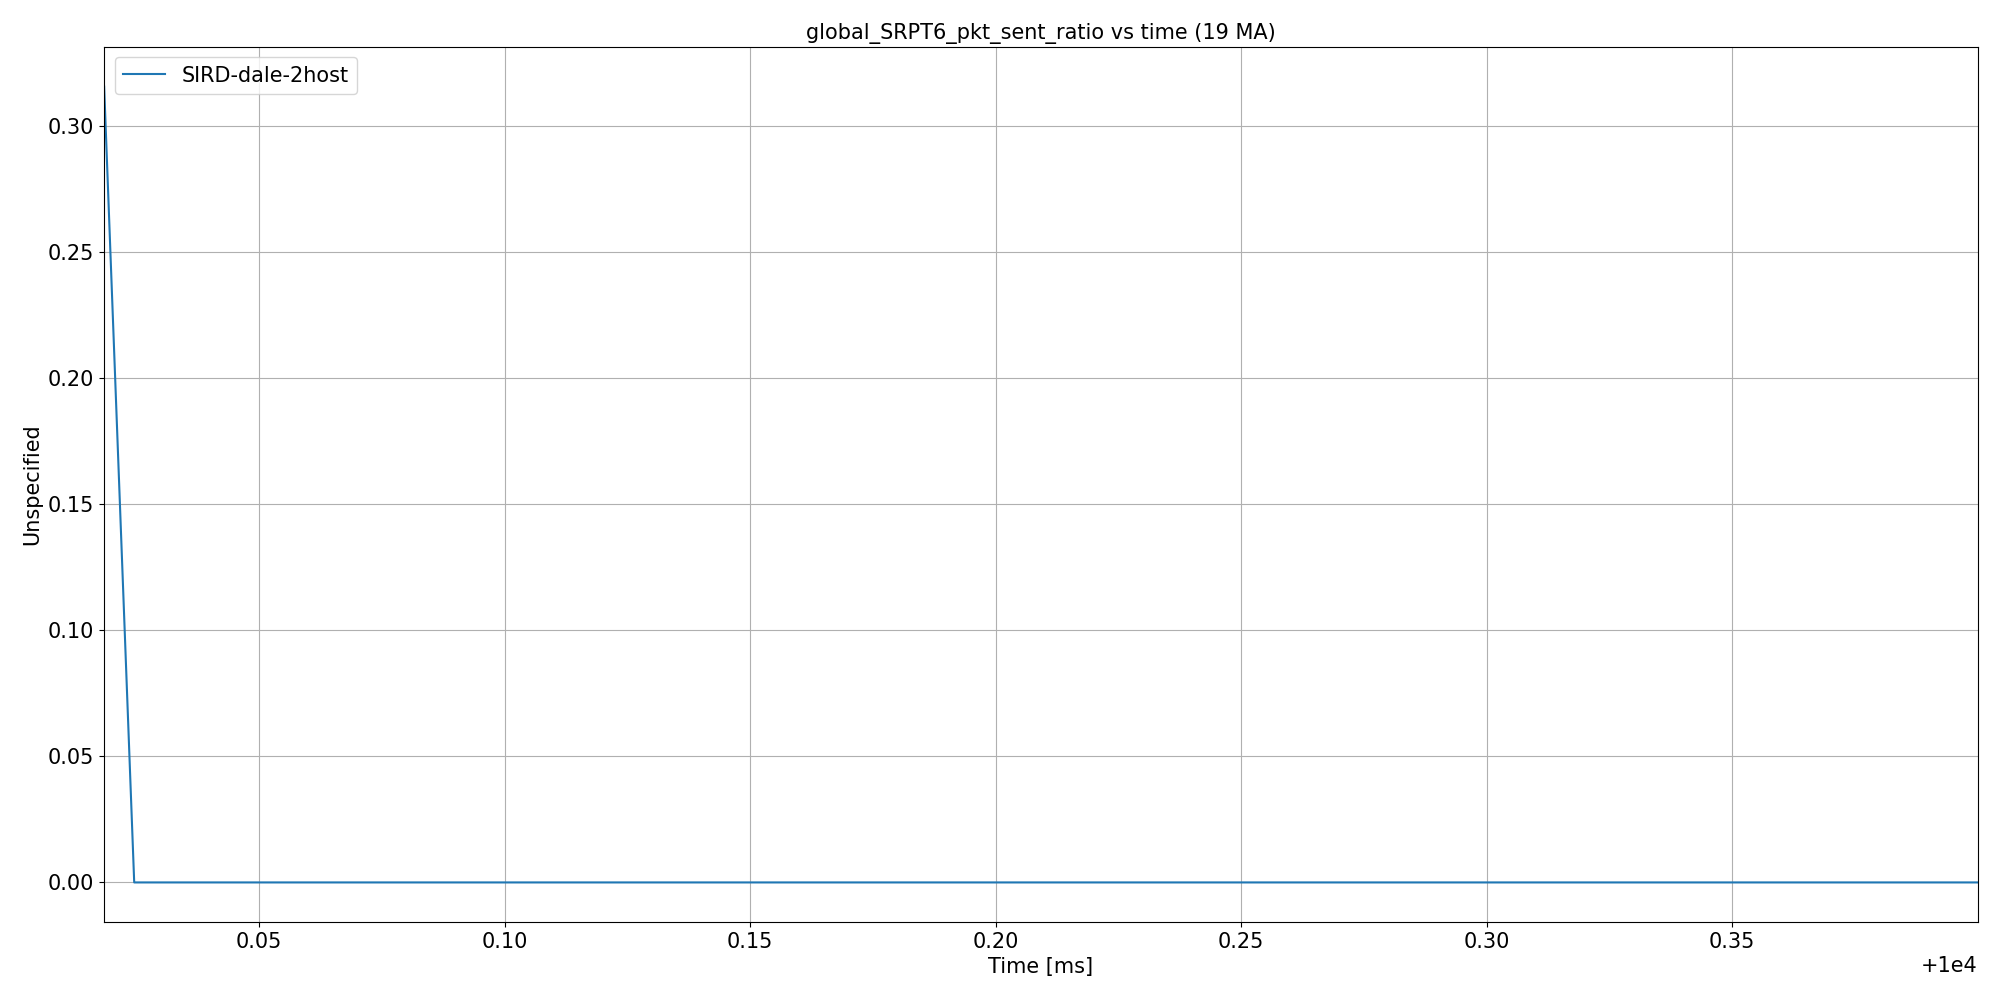 global_SRPT6_pkt_sent_ratio vs time (19 MA)
SIRD-dale-2host
Unspecified
0.30
0.25
0.20
0.15
0.10
0.05
0.00
0.05 0.10 0.15 0.20 0.25 0.30 0.35
Time [ms]
+1e4